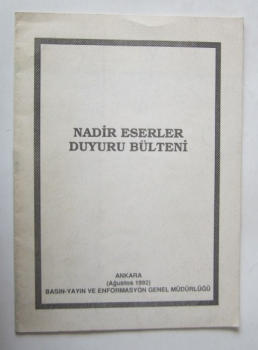 NADİR ESERLER
DUYURU BÜLTENİ
ANKARA
(Ağustos 1992)
BASIN-YAYIN VE ENFORMASYON GENEL MÜDÜRLÜĞÜ